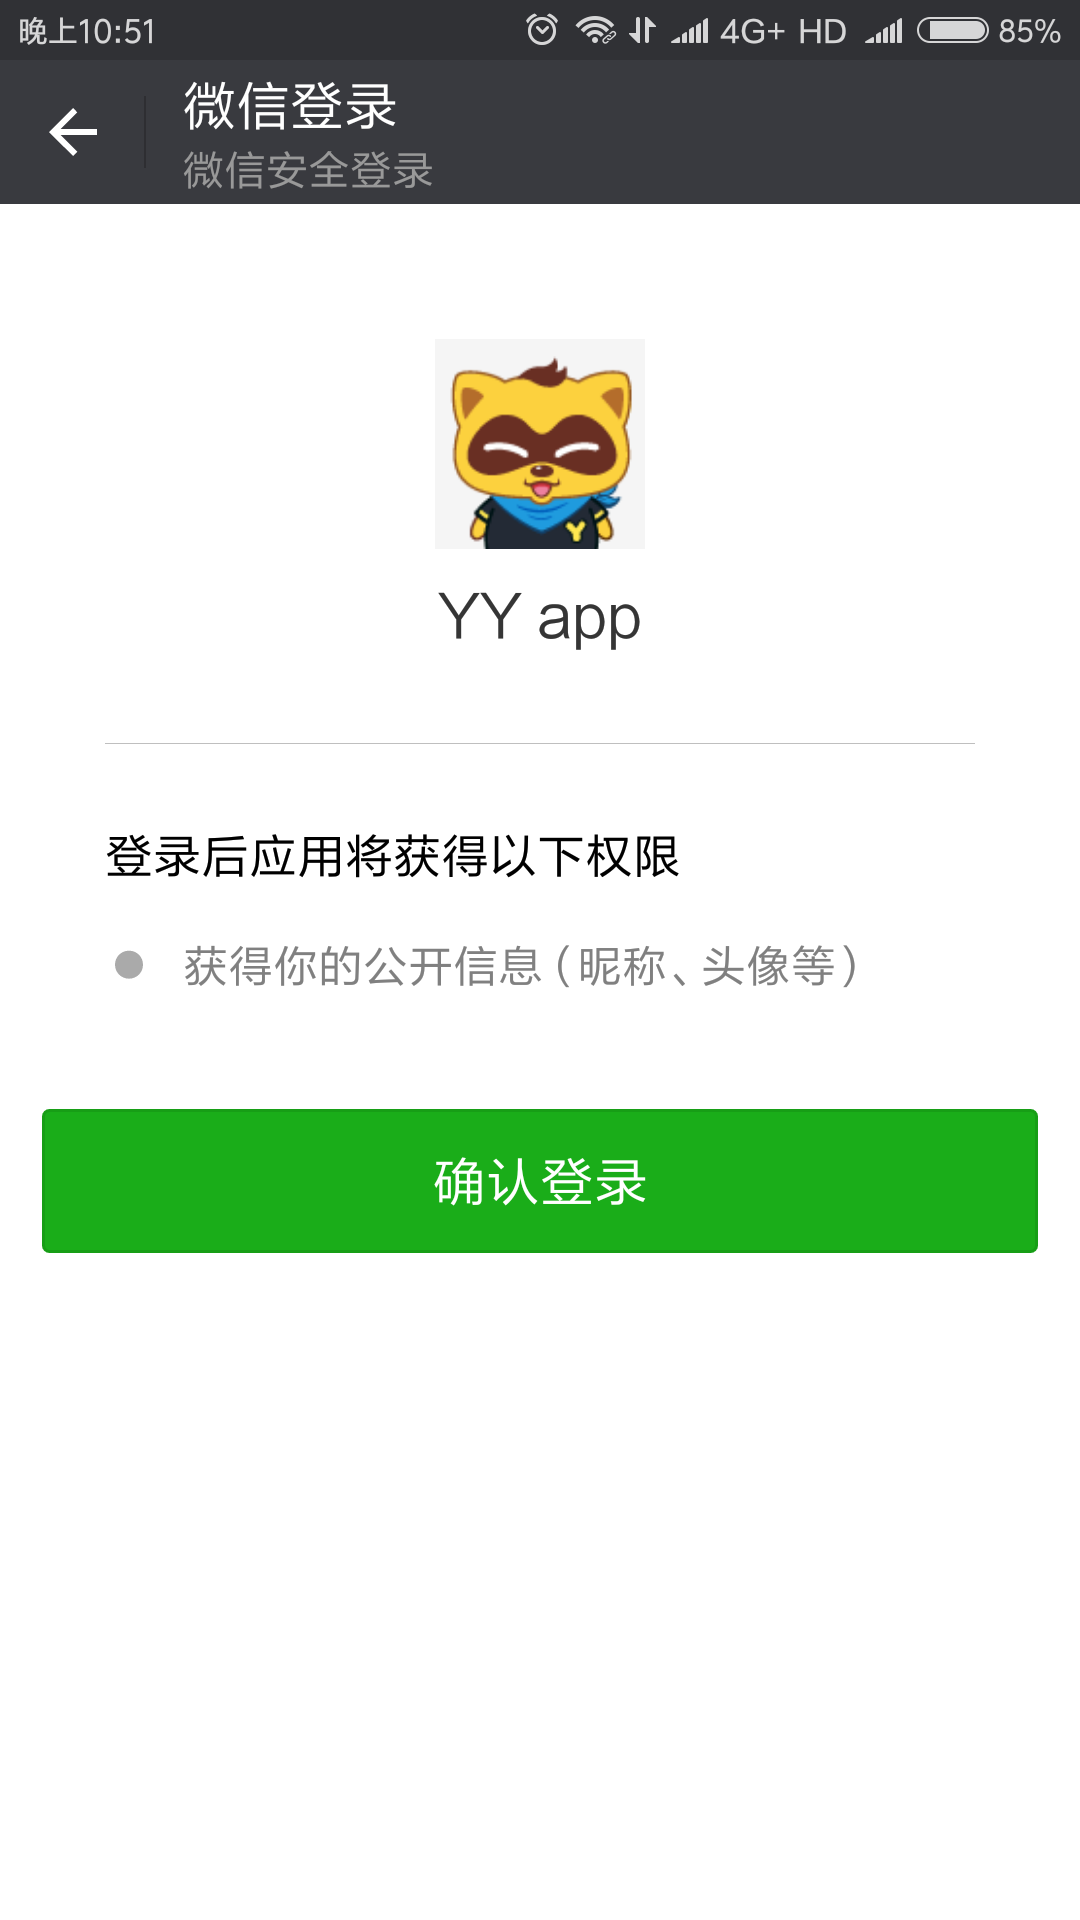 晚上10:51
4G+ HD
85%
微信登录
微信安全登录
Y
YY app
登录后应用将获得以下权限
获得你的公开信息（昵称、头像等）
确认登录